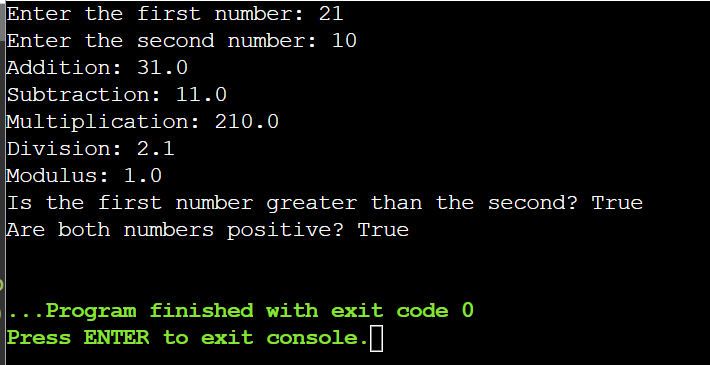 Enter the first number: 21
Enter the second number: 10
Addition: 31.0
Subtraction: 11.0
Multiplication: 210.0
Division: 2.1
Modulus: 1.0
Is the first number greater than the second? True
Are both numbers positive? True
...Program finished with exit code 0
Press ENTER to exit console.